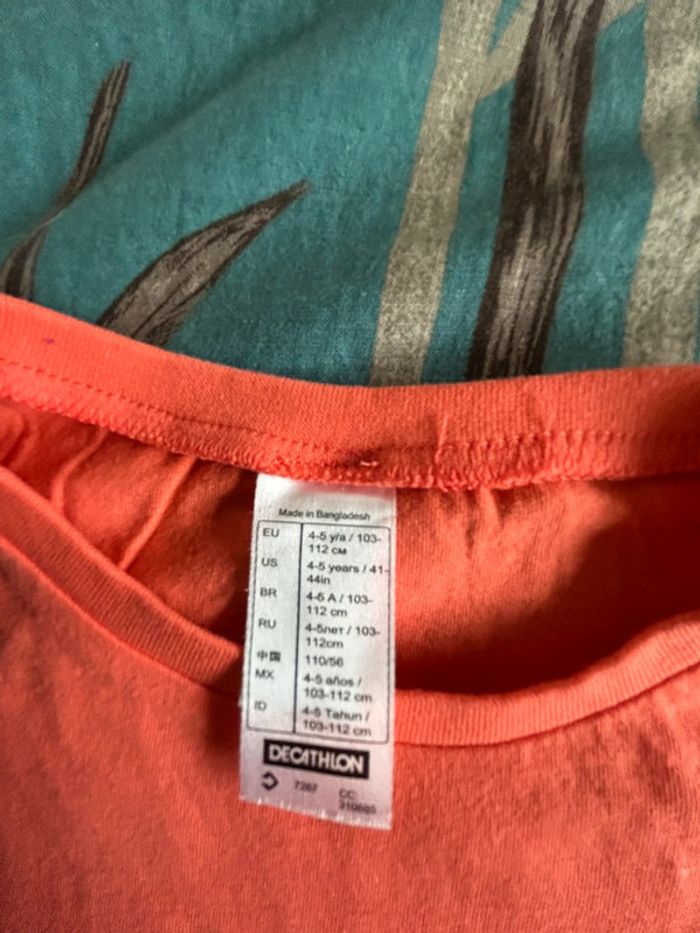 Made in Bangladesh
EU 4-5 y/a / 103-
112 см
US 4-5 years / 41-
44in
BR 4-5 A / 103-
112 cm
RU 4-5лет / 103-
112cm
中国 110/56
MX 4-5 años /
103-112 cm
ID 4-5 Tahun /
103-112 cm
DECATHLON
7267 CC: